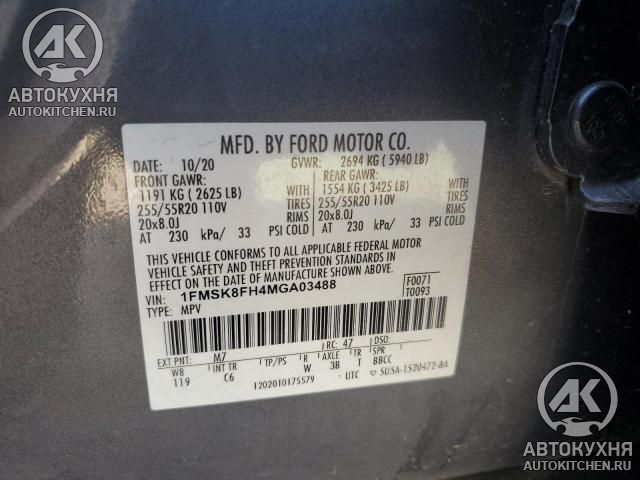 АВТОКУХНЯ
AUTOKITCHEN.RU
MFD. BY FORD MOTOR CO.
DATE: 10/20 GVWR: 2694 KG ( 5940 LB)
FRONT GAWR: REAR GAWR:
1191 KG ( 2625 LB) 1554 KG ( 3425 LB)
255/55R20 110V TIRES 255/55R20 110V TIRES
20x8.0J RIMS 20x8.0J RIMS
AT 230 kPa/ 33 PSI COLD AT 230 kPa/ 33 PSI COLD
THIS VEHICLE CONFORMS TO ALL APPLICABLE FEDERAL MOTOR
VEHICLE SAFETY AND THEFT PREVENTION STANDARDS IN EFFECT
ON THE DATE OF MANUFACTURE SHOWN ABOVE.
VIN: 1FMSK8FH4MGA03488 F0071
TYPE: MPV T0093
EXT PNT: M7 RC: 47 DSO:
WB INT TR TP/PS R AXLE TR SPR
119 C6 W 3B T BBCC
1202010175579 UTC 5U5A-1520472-BA
АК
АВТОКУХНЯ
AUTOKITCHEN.RU